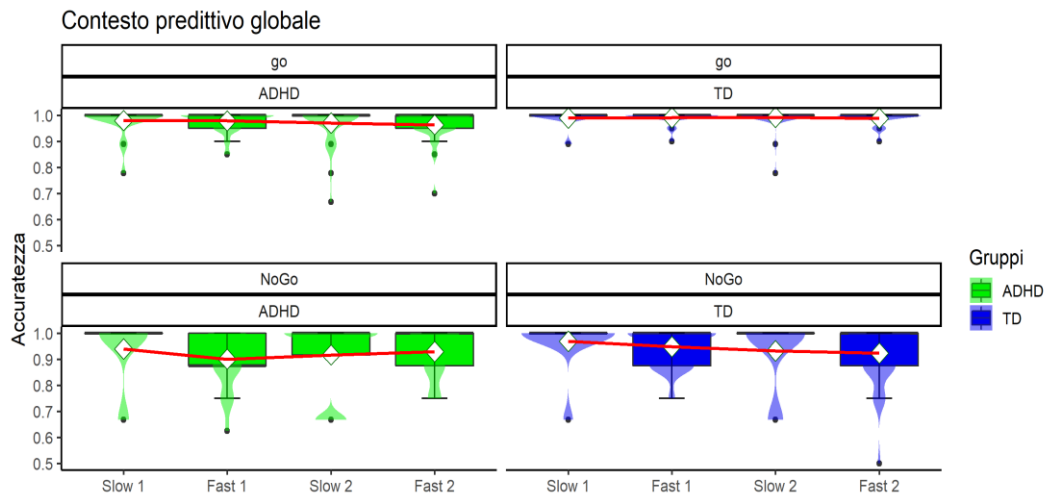 Contesto predittivo globale
go
go
ADHD
TD
1.0
0.9
0.8
0.7
0.6
0.5
Accuratezza
NoGo
NoGo
ADHD
TD
1.0
0.9
0.8
0.7
0.6
0.5
Slow 1 Fast 1 Slow 2 Fast 2
Slow 1 Fast 1 Slow 2 Fast 2
Gruppi
ADHD
TD